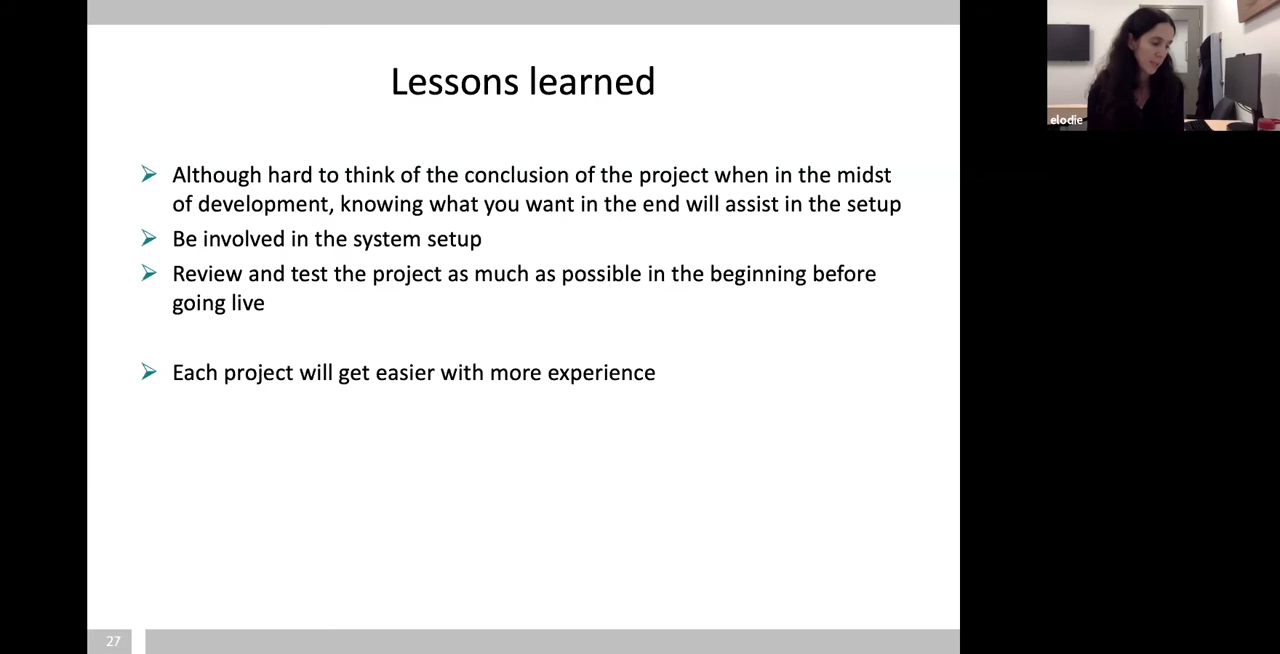 Lessons learned
elodie
Although hard to think of the conclusion of the project when in the midst
of development, knowing what you want in the end will assist in the setup
Be involved in the system setup
Review and test the project as much as possible in the beginning before
going live
Each project will get easier with more experience
27